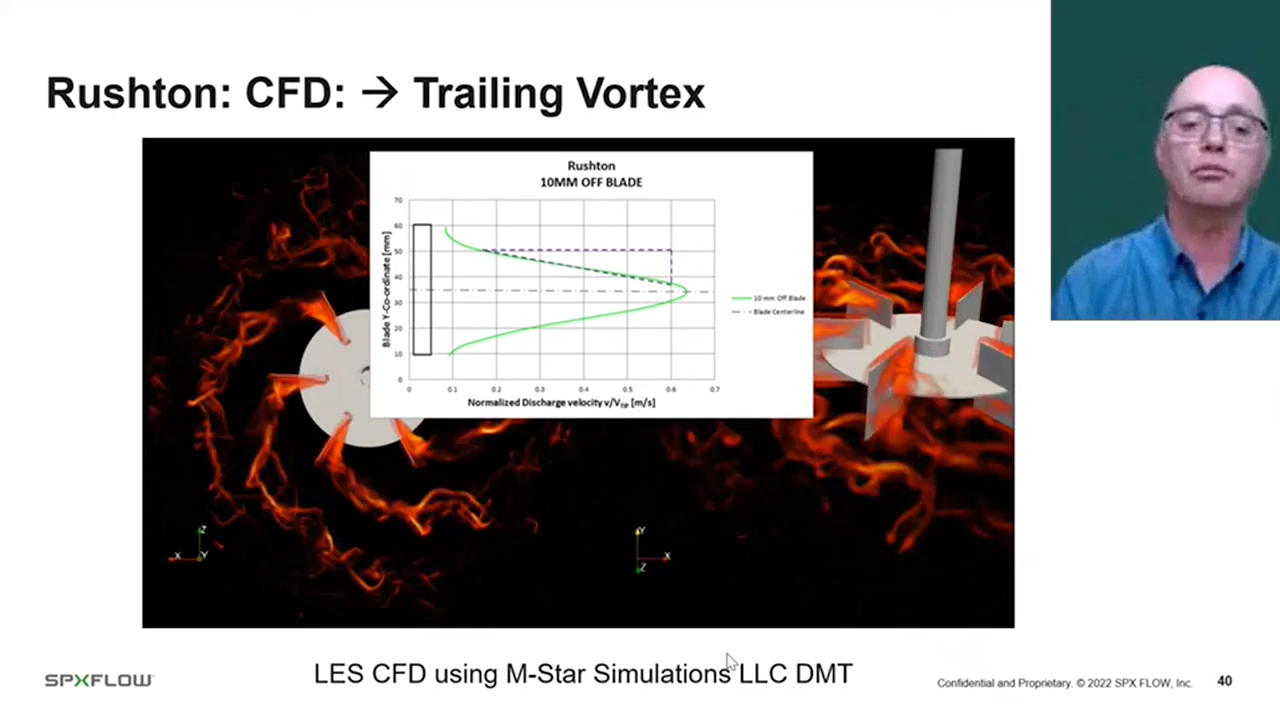 Rushton: CFD: → Trailing Vortex
Rushton
10MM OFF BLADE
70
60
50
40
30
20
10
0
Blade Y-Co-ordinate [mm]
0
0.1
0.2
0.3
0.4
0.5
0.6
0.7
Normalized Discharge velocity v/VTIP [m/s]
10 mm Off Blade
Blade Centerline
Z
X
Y
Y
X
Z
LES CFD using M-Star Simulations LLC DMT
SPXFLOW
Confidential and Proprietary. © 2022 SPX FLOW, Inc.
40